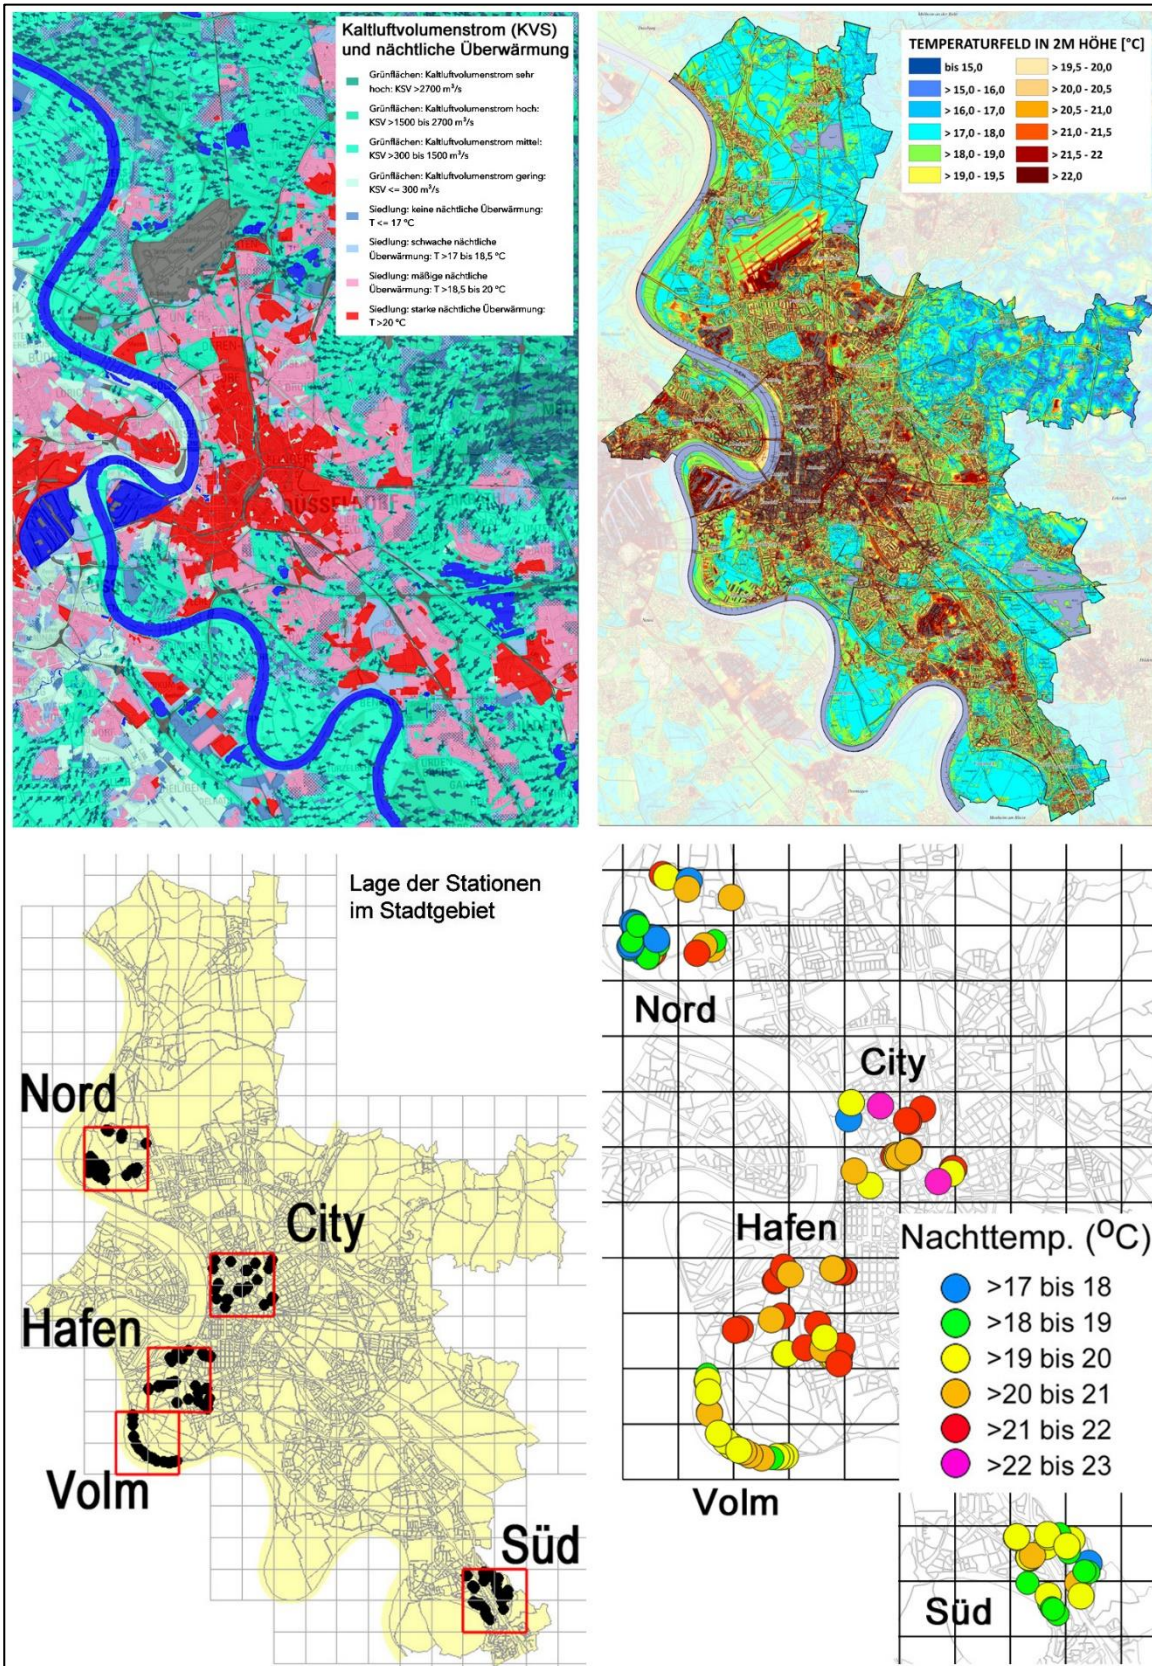 Kaltluftvolumenstrom (KVS)
und nächtliche Überwärmung
Grünflächen: Kaltluftvolumenstrom sehr
hoch: KSV >2700 m³/s
Grünflächen: Kaltluftvolumenstrom hoch:
KSV >1500 bis 2700 m³/s
Grünflächen: Kaltluftvolumenstrom mittel:
KSV >300 bis 1500 m³/s
Grünflächen: Kaltluftvolumenstrom gering:
KSV <= 300 m³/s
Siedlung: keine nächtliche Überwärmung:
T <= 17 °C
Siedlung: schwache nächtliche
Überwärmung: T >17 bis 18,5 °C
Siedlung: mäßige nächtliche
Überwärmung: T >18,5 bis 20 °C
Siedlung: starke nächtliche Überwärmung:
T >20 °C
DÜSSELDORF
TEMPERATURFELD IN 2M HÖHE [°C]
bis 15,0
> 15,0 - 16,0
> 16,0 - 17,0
> 17,0 - 18,0
> 18,0 - 19,0
> 19,0 - 19,5
> 19,5 - 20,0
> 20,0 - 20,5
> 20,5 - 21,0
> 21,0 - 21,5
> 21,5 - 22
> 22,0
Lage der Stationen
im Stadtgebiet
Nord
City
Hafen
Volm
Süd
Nord
City
Hafen
Volm
Süd
Nachttemp. (⁰C)
>17 bis 18
>18 bis 19
>19 bis 20
>20 bis 21
>21 bis 22
>22 bis 23